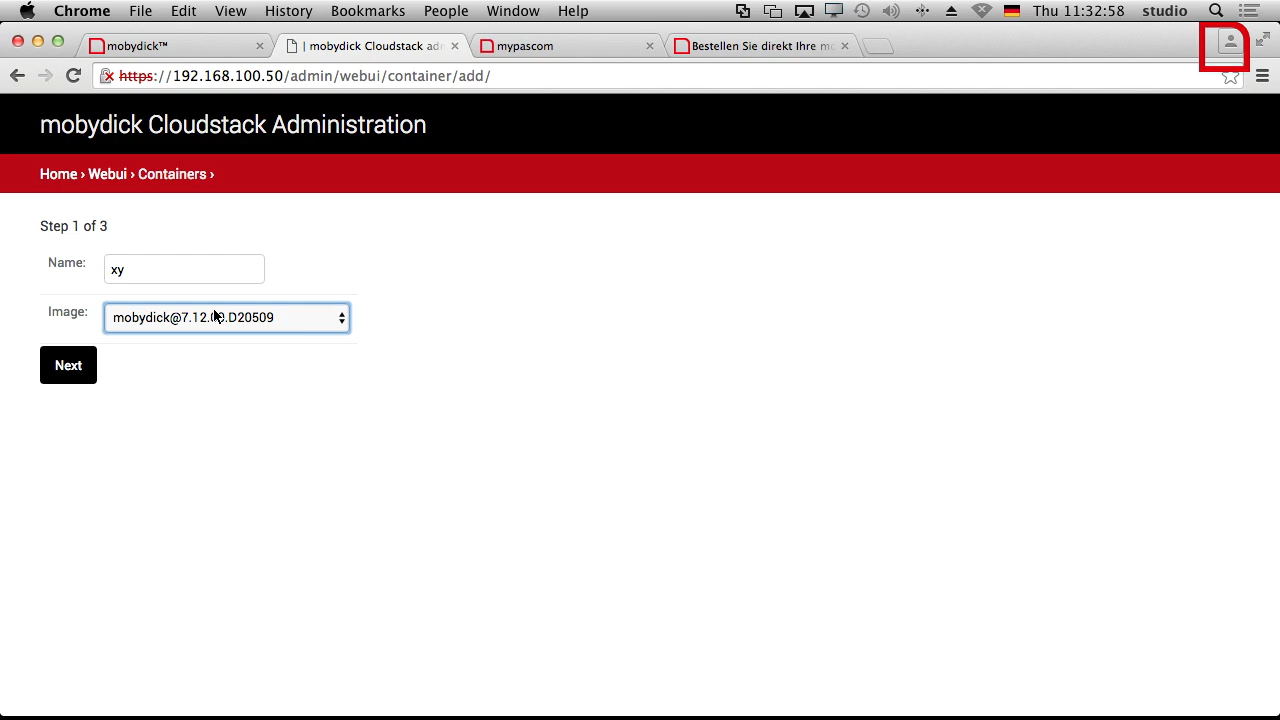 Chrome File Edit View History Bookmarks People Window Help Thu 11:32:58 studio
mobydick™ | mobydick Cloudstack adm mypascom Bestellen Sie direkt Ihre mo
https://192.168.100.50/admin/webui/container/add/
mobydick Cloudstack Administration
Home › Webui › Containers ›
Step 1 of 3
Name: xy
Image:
Next